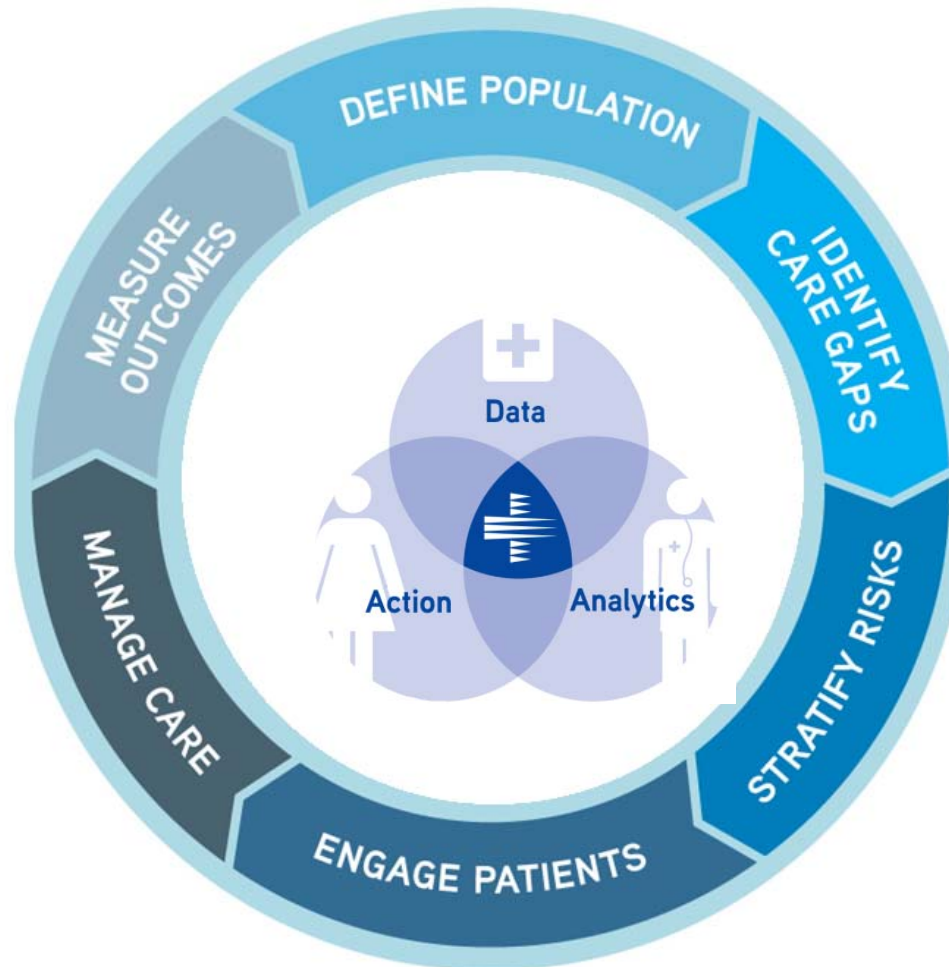 DEFINE POPULATION
IDENTIFY
CARE GAPS
STRATIFY RISKS
ENGAGE PATIENTS
MANAGE CARE
MEASURE
OUTCOMES
Data
Action
Analytics